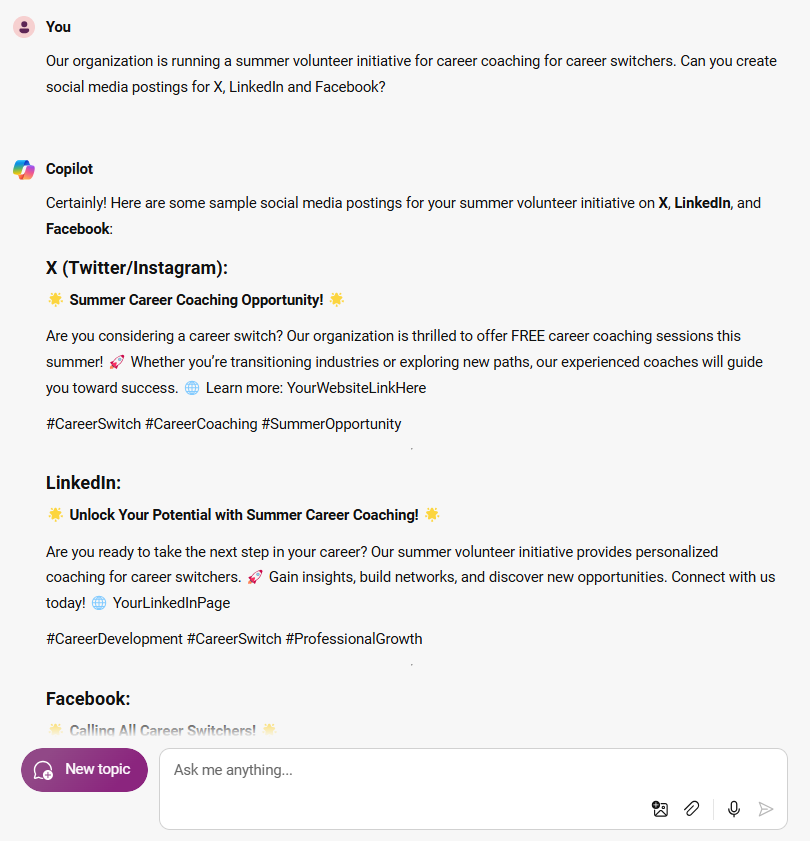 You
Our organization is running a summer volunteer initiative for career coaching for career switchers. Can you create
social media postings for X, LinkedIn and Facebook?
Copilot
Certainly! Here are some sample social media postings for your summer volunteer initiative on X, LinkedIn, and
Facebook:
X (Twitter/Instagram):
🌟 Summer Career Coaching Opportunity! 🌟
Are you considering a career switch? Our organization is thrilled to offer FREE career coaching sessions this
summer! 🚀 Whether you’re transitioning industries or exploring new paths, our experienced coaches will guide
you toward success. 🌐 Learn more: YourWebsiteLinkHere
#CareerSwitch #CareerCoaching #SummerOpportunity
LinkedIn:
🌟 Unlock Your Potential with Summer Career Coaching! 🌟
Are you ready to take the next step in your career? Our summer volunteer initiative provides personalized
coaching for career switchers. 🚀 Gain insights, build networks, and discover new opportunities. Connect with us
today! 🌐 YourLinkedInPage
#CareerDevelopment #CareerSwitch #ProfessionalGrowth
Facebook:
🌟 Calling All Career Switchers! 🌟
New topic
Ask me anything...